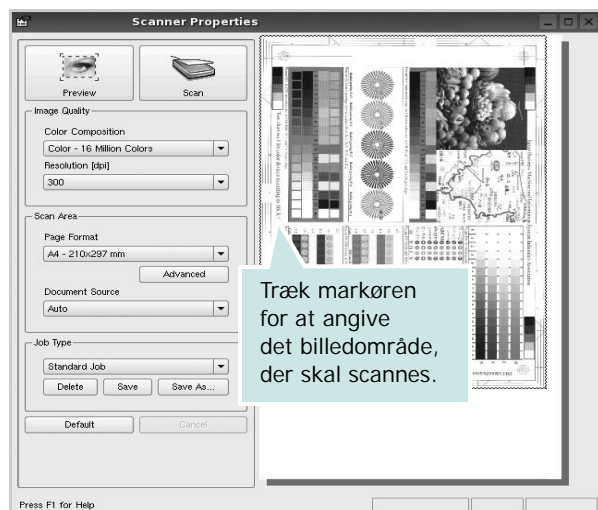 Scanner Properties
Preview
Scan
Image Quality
Color Composition
Color - 16 Million Colors
Resolution [dpi]
300
Scan Area
Page Format
A4 - 210x297 mm
Advanced
Document Source
Auto
Job Type
Standard Job
Delete
Save
Save As...
Default
Cancel
Træk markøren
for at angive
det billedområde,
der skal scannes.
Press F1 for Help